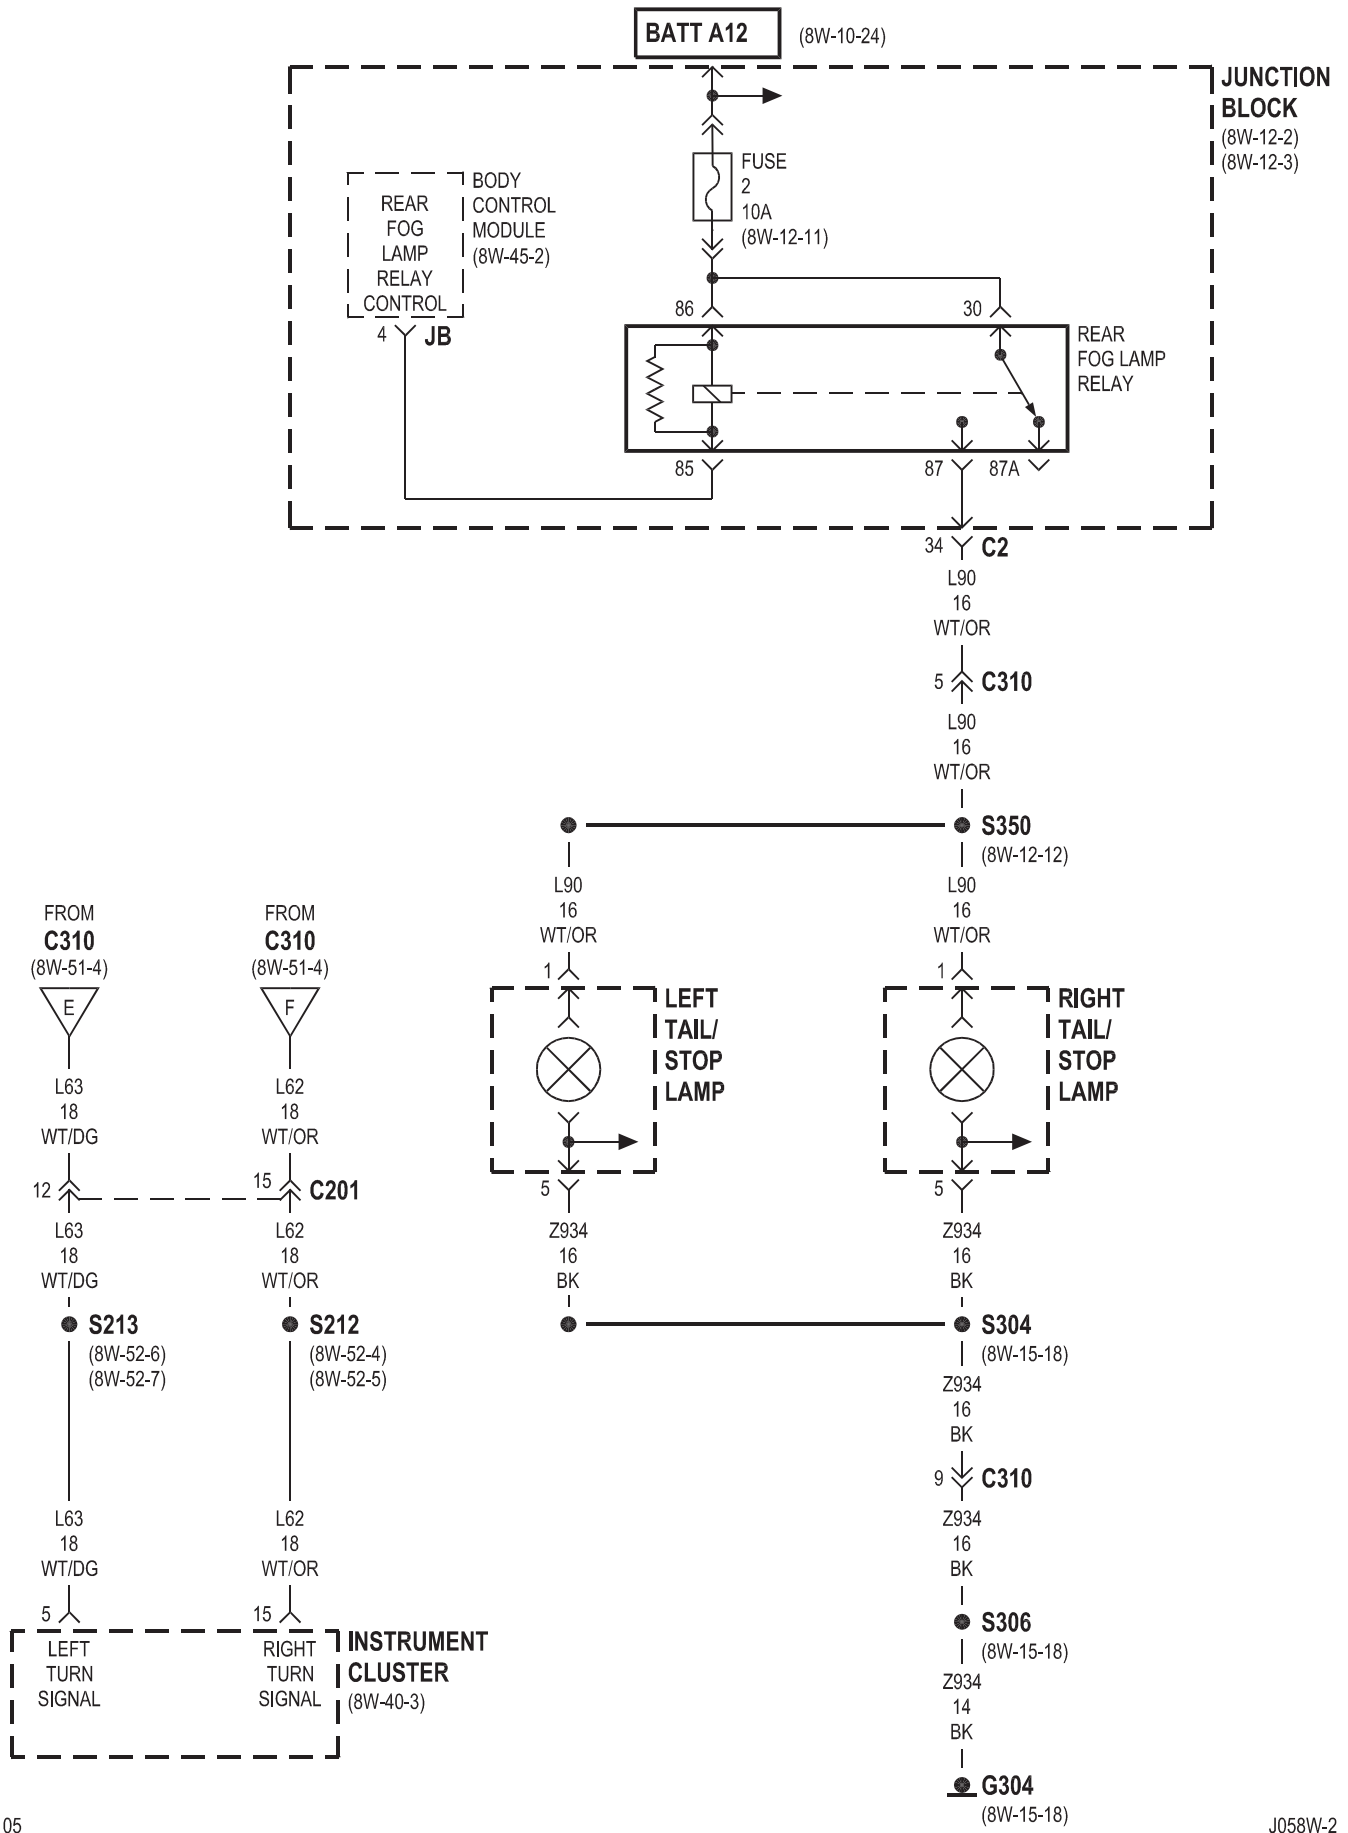 BATT A12
(8W-10-24)
JUNCTION
BLOCK
(8W-12-2)
(8W-12-3)
FUSE
2
10A
(8W-12-11)
BODY
CONTROL
MODULE
(8W-45-2)
REAR
FOG
LAMP
RELAY
CONTROL
4
JB
86
30
REAR
FOG LAMP
RELAY
85
87
87A
34
C2
L90
16
WT/OR
5
C310
L90
16
WT/OR
S350
(8W-12-12)
L90
16
WT/OR
L90
16
WT/OR
1
1
LEFT
TAIL/
STOP
LAMP
RIGHT
TAIL/
STOP
LAMP
5
5
Z934
16
BK
Z934
16
BK
S304
(8W-15-18)
Z934
16
BK
9
C310
Z934
16
BK
S306
(8W-15-18)
Z934
14
BK
G304
(8W-15-18)
FROM
C310
(8W-51-4)
E
FROM
C310
(8W-51-4)
F
L63
18
WT/DG
L62
18
WT/OR
12
15
C201
L63
18
WT/DG
L62
18
WT/OR
S213
(8W-52-6)
(8W-52-7)
S212
(8W-52-4)
(8W-52-5)
L63
18
WT/DG
L62
18
WT/OR
5
15
LEFT
TURN
SIGNAL
RIGHT
TURN
SIGNAL
INSTRUMENT
CLUSTER
(8W-40-3)
05
J058W-2